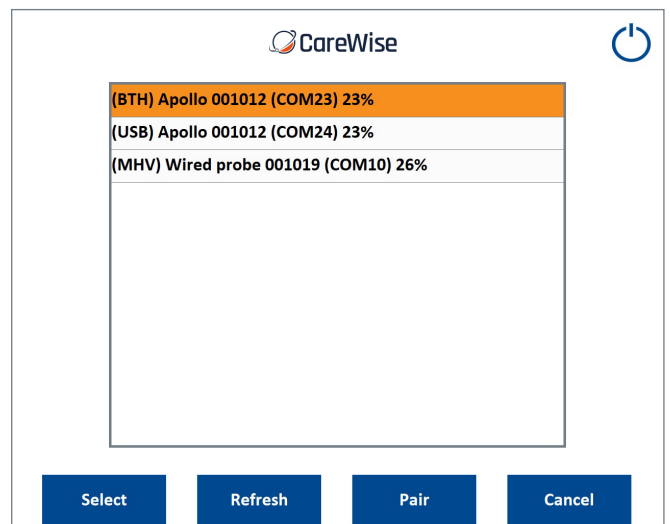 CareWise
(BTH) Apollo 001012 (COM23) 23%
(USB) Apollo 001012 (COM24) 23%
(MHV) Wired probe 001019 (COM10) 26%
Select Refresh Pair Cancel